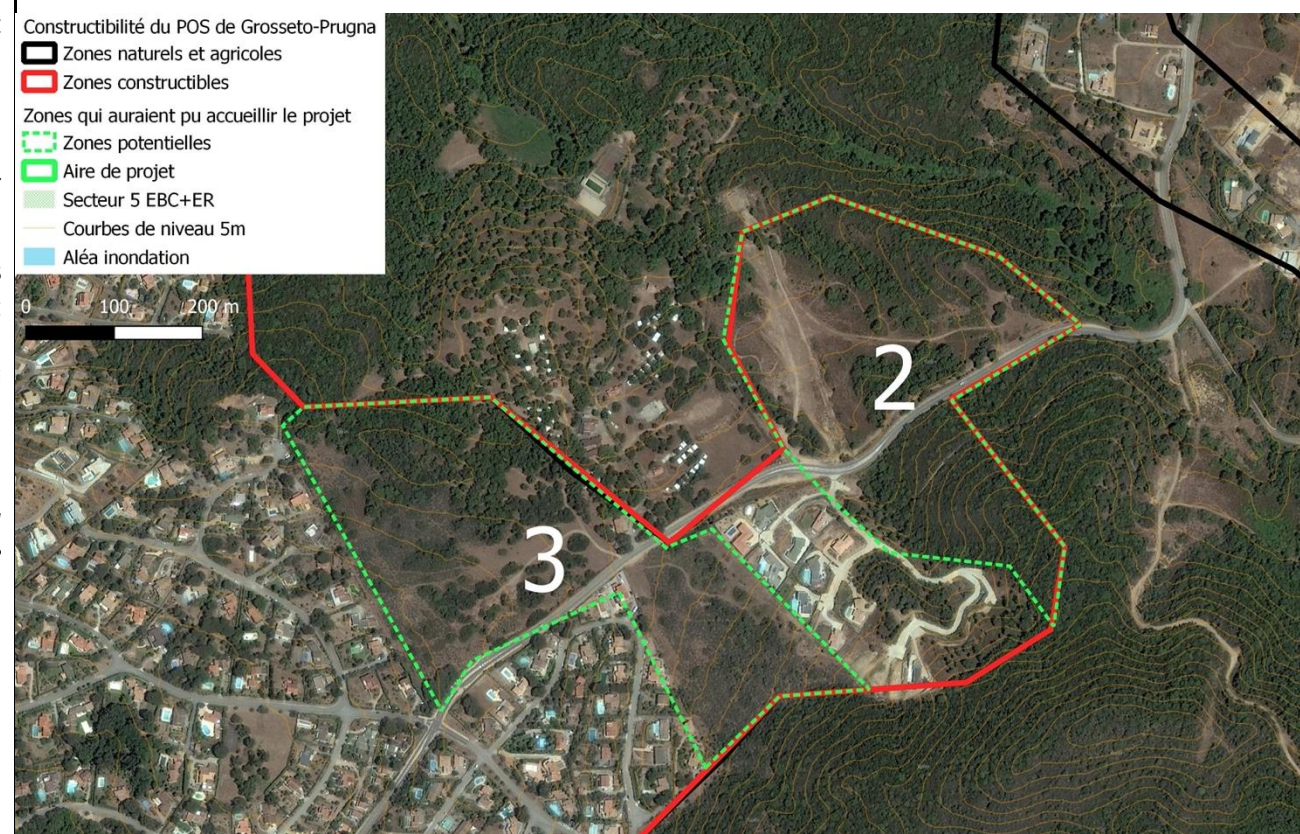 Constructibilité du POS de Grosseto-Prugna
Zones naturels et agricoles
Zones constructibles
Zones qui auraient pu accueillir le projet
Zones potentielles
Aire de projet
Secteur 5 EBC+ER
Courbes de niveau 5m
Aléa inondation
0 100 200 m
2
3